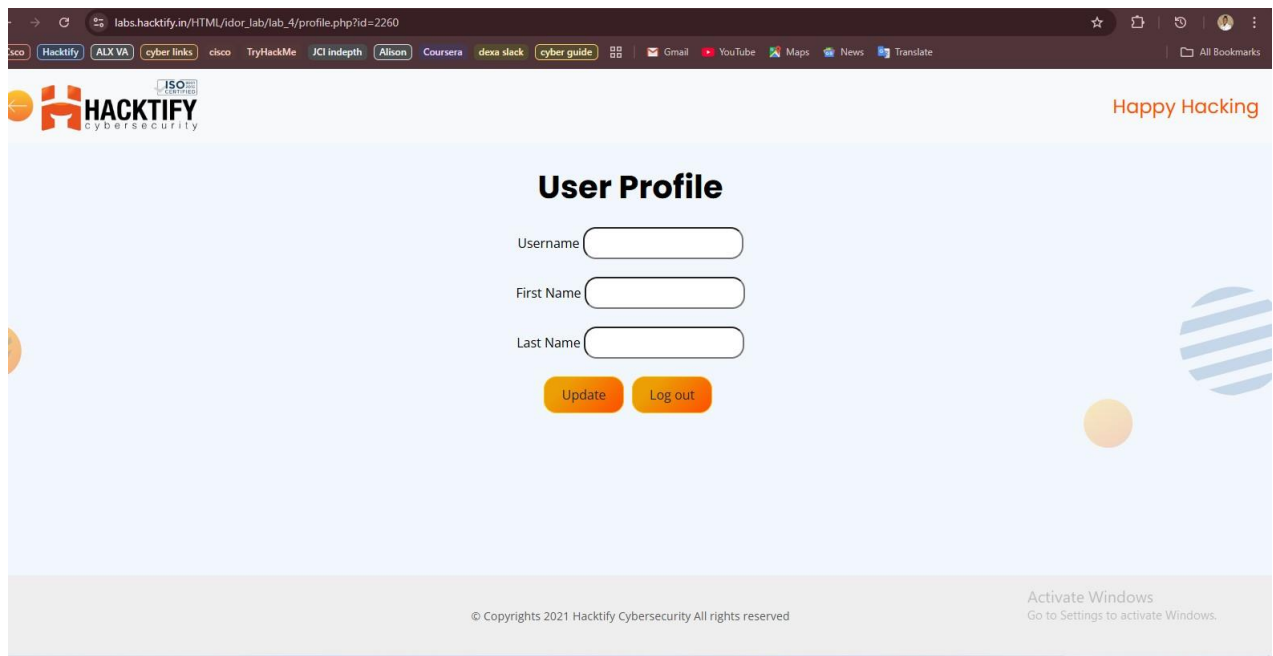 labs.hacktify.in/HTML/idor_lab/lab_4/profile.php?id=2260
Hacktify ALX VA cyber links cisco TryHackMe JCI indepth Alison Coursera dexa slack cyber guide Gmail YouTube Maps News Translate All Bookmarks
ISO
CERTIFIED
HACKTIFY
cybersecurity
Happy Hacking
User Profile
Username
First Name
Last Name
Update Log out
© Copyrights 2021 Hacktify Cybersecurity All rights reserved
Activate Windows
Go to Settings to activate Windows.